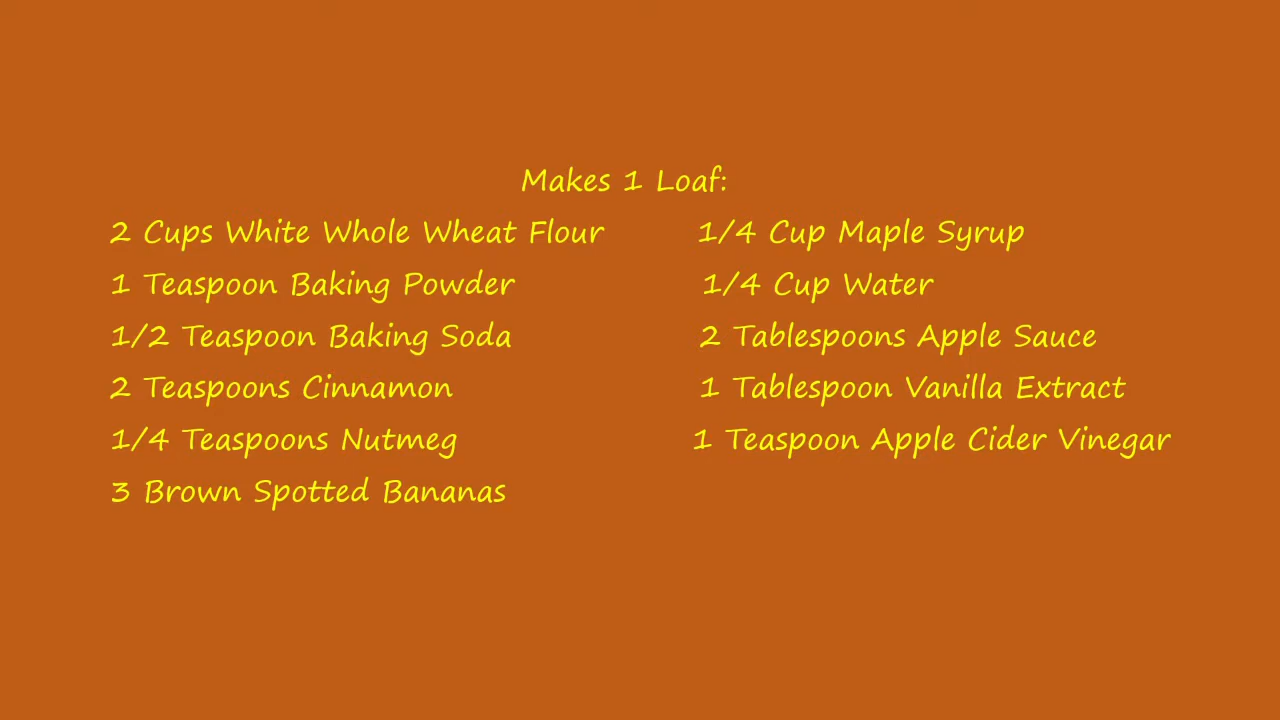 Makes 1 Loaf:
2 Cups White Whole Wheat Flour
1 Teaspoon Baking Powder
1/2 Teaspoon Baking Soda
2 Teaspoons Cinnamon
1/4 Teaspoons Nutmeg
3 Brown Spotted Bananas
1/4 Cup Maple Syrup
1/4 Cup Water
2 Tablespoons Apple Sauce
1 Tablespoon Vanilla Extract
1 Teaspoon Apple Cider Vinegar